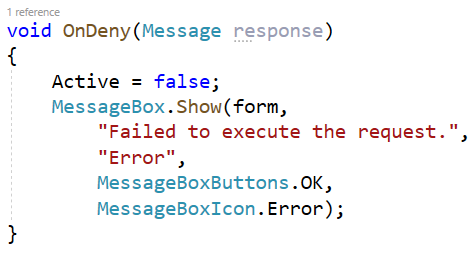 1 reference
void OnDeny(Message response)
{
    Active = false;
    MessageBox.Show(form,
        "Failed to execute the request.",
        "Error",
        MessageBoxButtons.OK,
        MessageBoxIcon.Error);
}